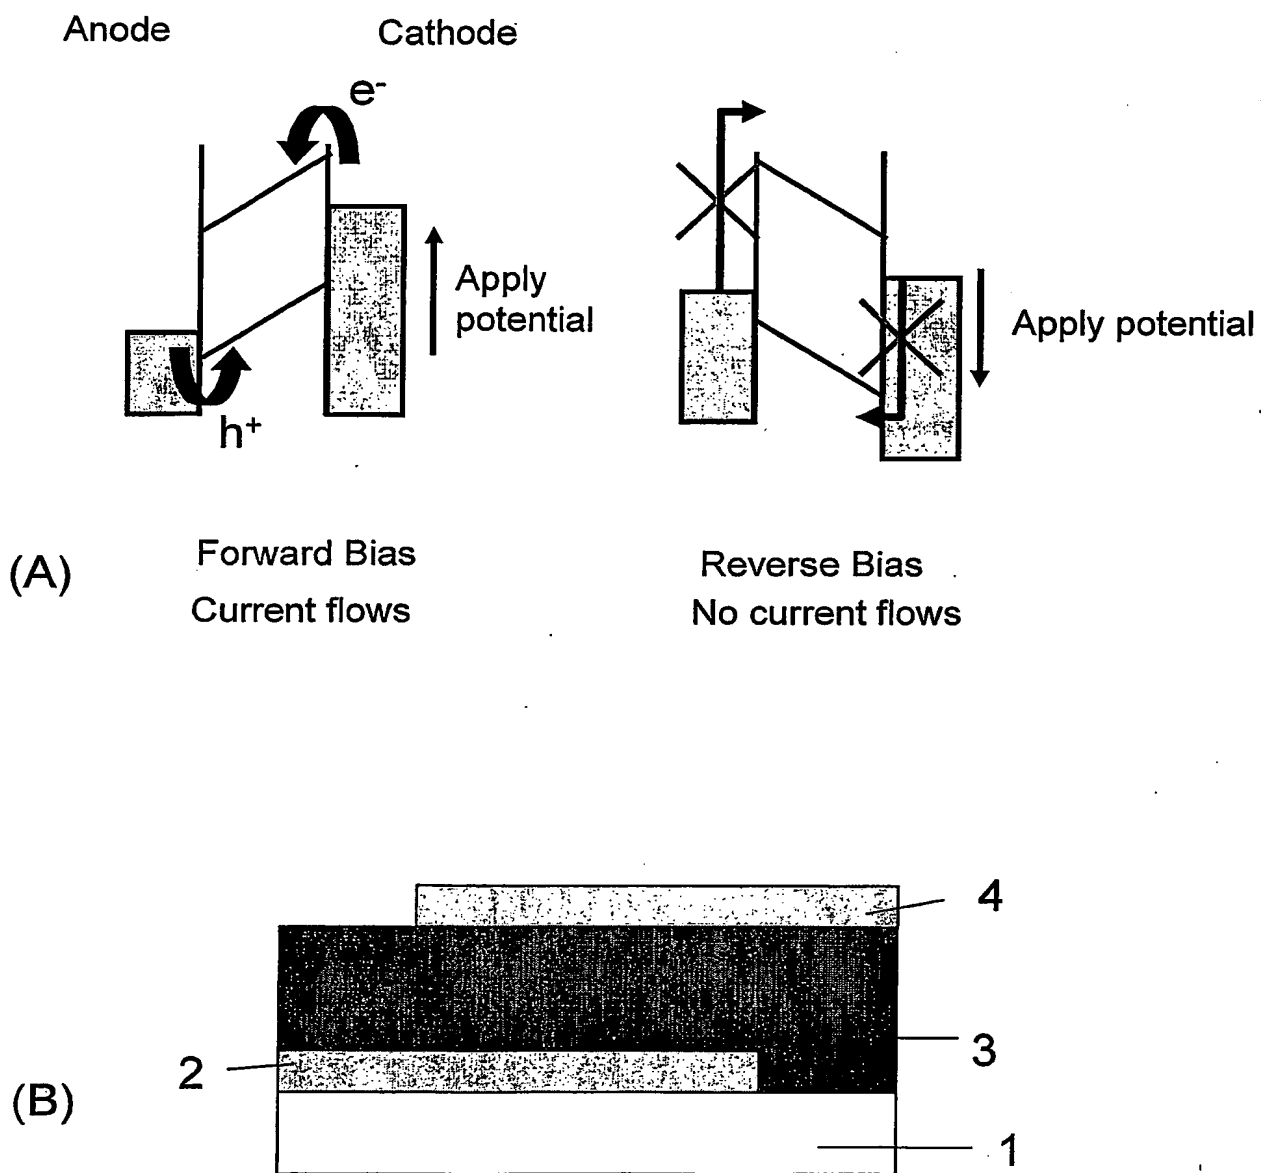 Anode
Cathode
e-
Apply
potential
h+
Apply potential
(A)
Forward Bias
Current flows
Reverse Bias
No current flows
4
3
2
(B)
1